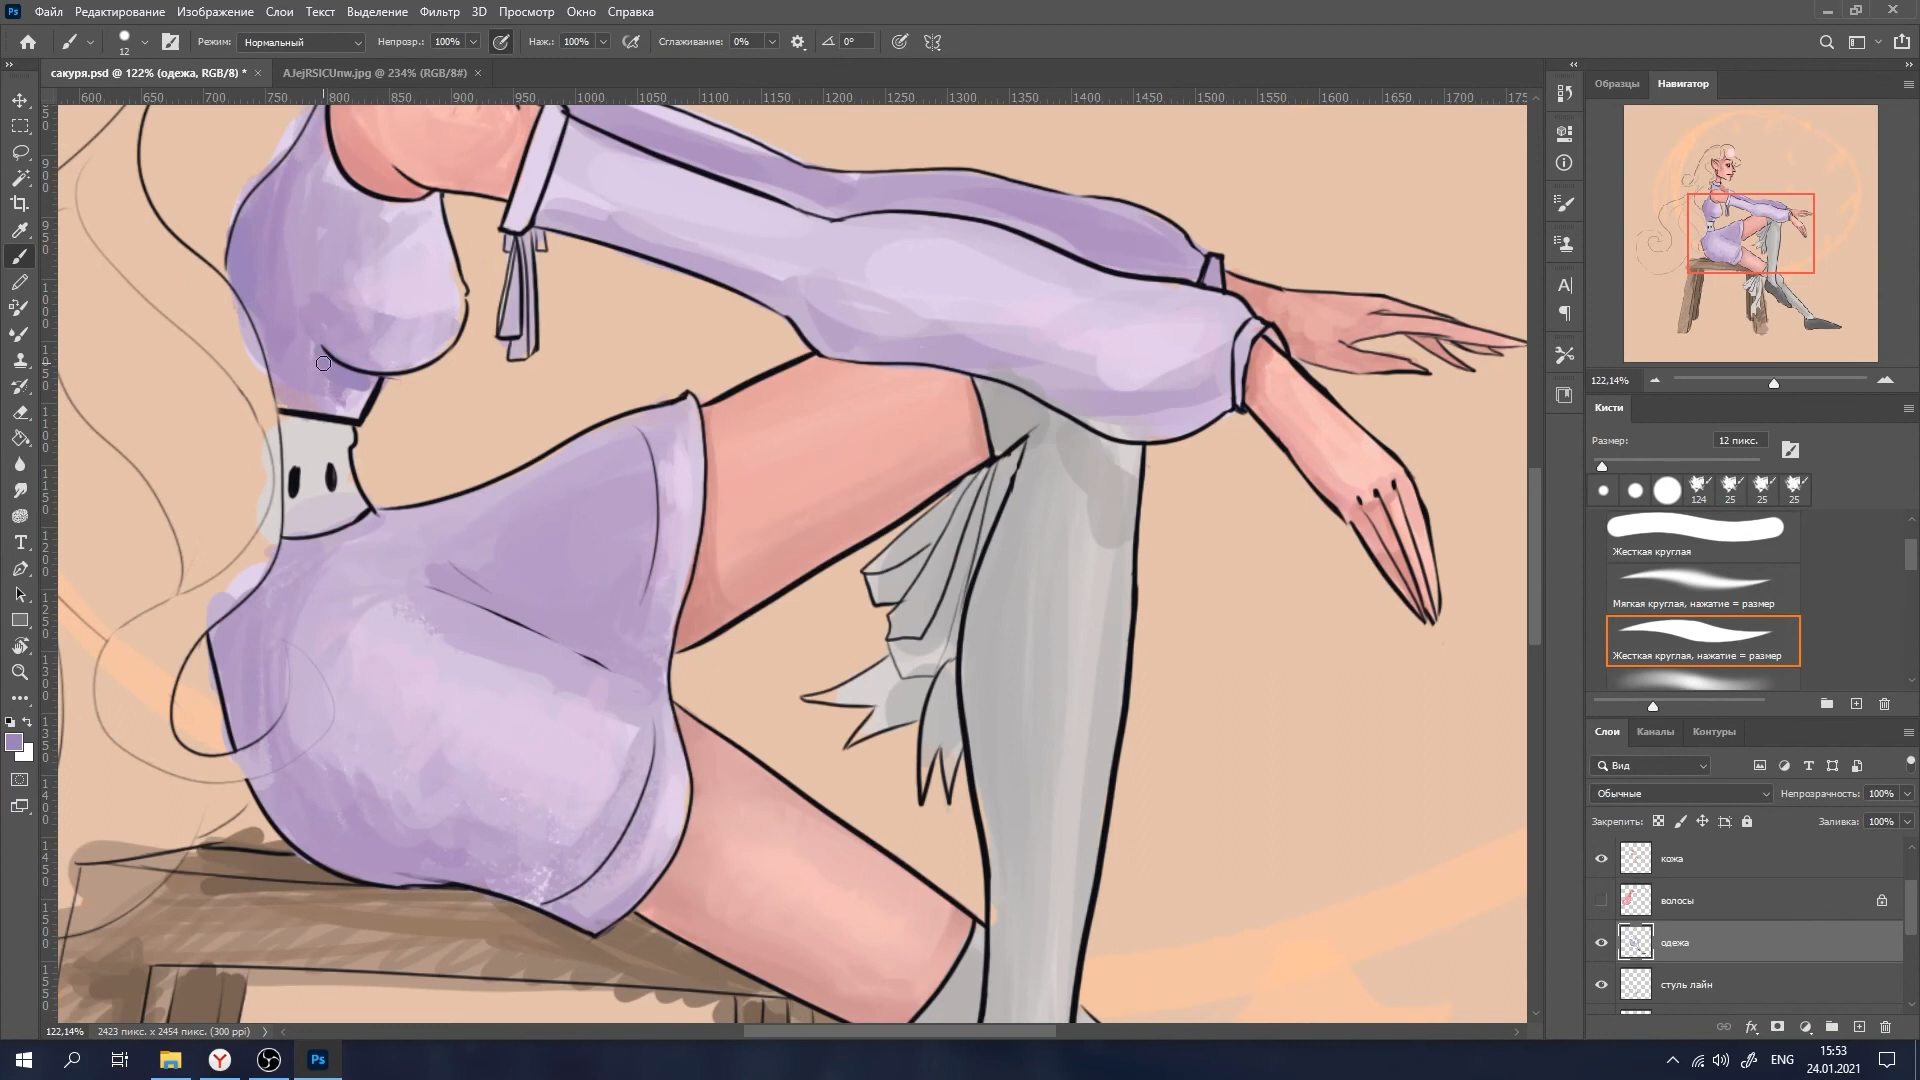 Ps Файл Редактирование Изображение Слои Текст Выделение Фильтр 3D Просмотр Окно Справка
12 Режим: Нормальный Непрозр.: 100% Наж.: 100% Сглаживание: 0% 0°
сакуря.psd @ 122% (одежа, RGB/8) * × AJejRSICUnw.jpg @ 234% (RGB/8#) ×
600 650 700 750 800 850 900 950 1000 1050 1100 1150 1200 1250 1300 1350 1400 1450 1500 1550 1600 1650 1700
Образцы Навигатор
122,14%
Кисти
Размер: 12 пикс.
124 25 25 25
Жесткая круглая
Мягкая круглая, нажатие = размер
Жесткая круглая, нажатие = размер
Слои Каналы Контуры
Вид
Обычные Непрозрачность: 100%
Закрепить: Заливка: 100%
кожа
волосы
одежа
стуль лайн
122,14% 2423 пикс. x 2454 пикс. (300 ppi)
ENG
15:53
24.01.2021